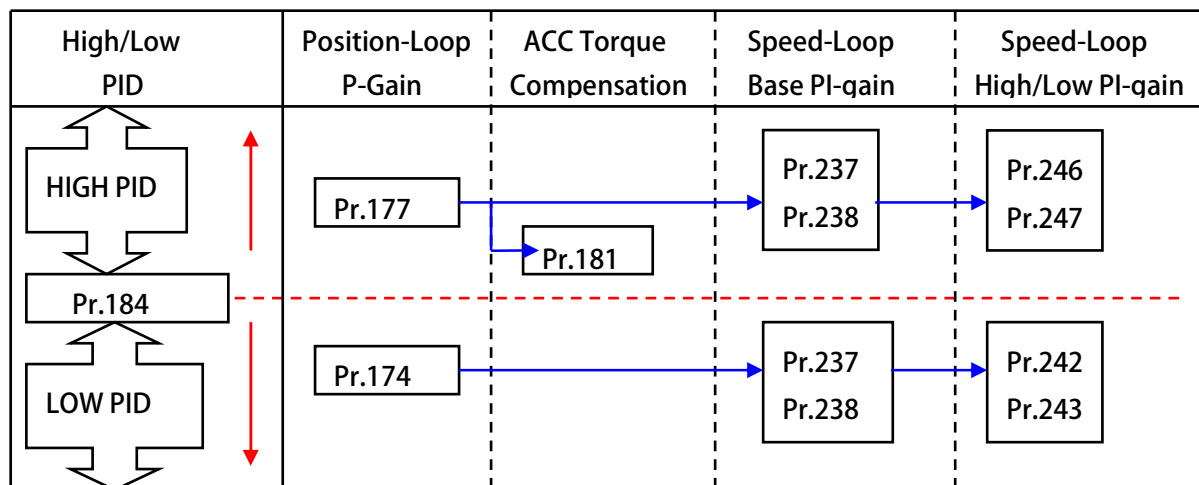 High/Low
PID
Position-Loop
P-Gain
ACC Torque
Compensation
Speed-Loop
Base PI-gain
Speed-Loop
High/Low PI-gain
HIGH PID
Pr.177
Pr.181
Pr.237
Pr.238
Pr.246
Pr.247
Pr.184
LOW PID
Pr.174
Pr.237
Pr.238
Pr.242
Pr.243